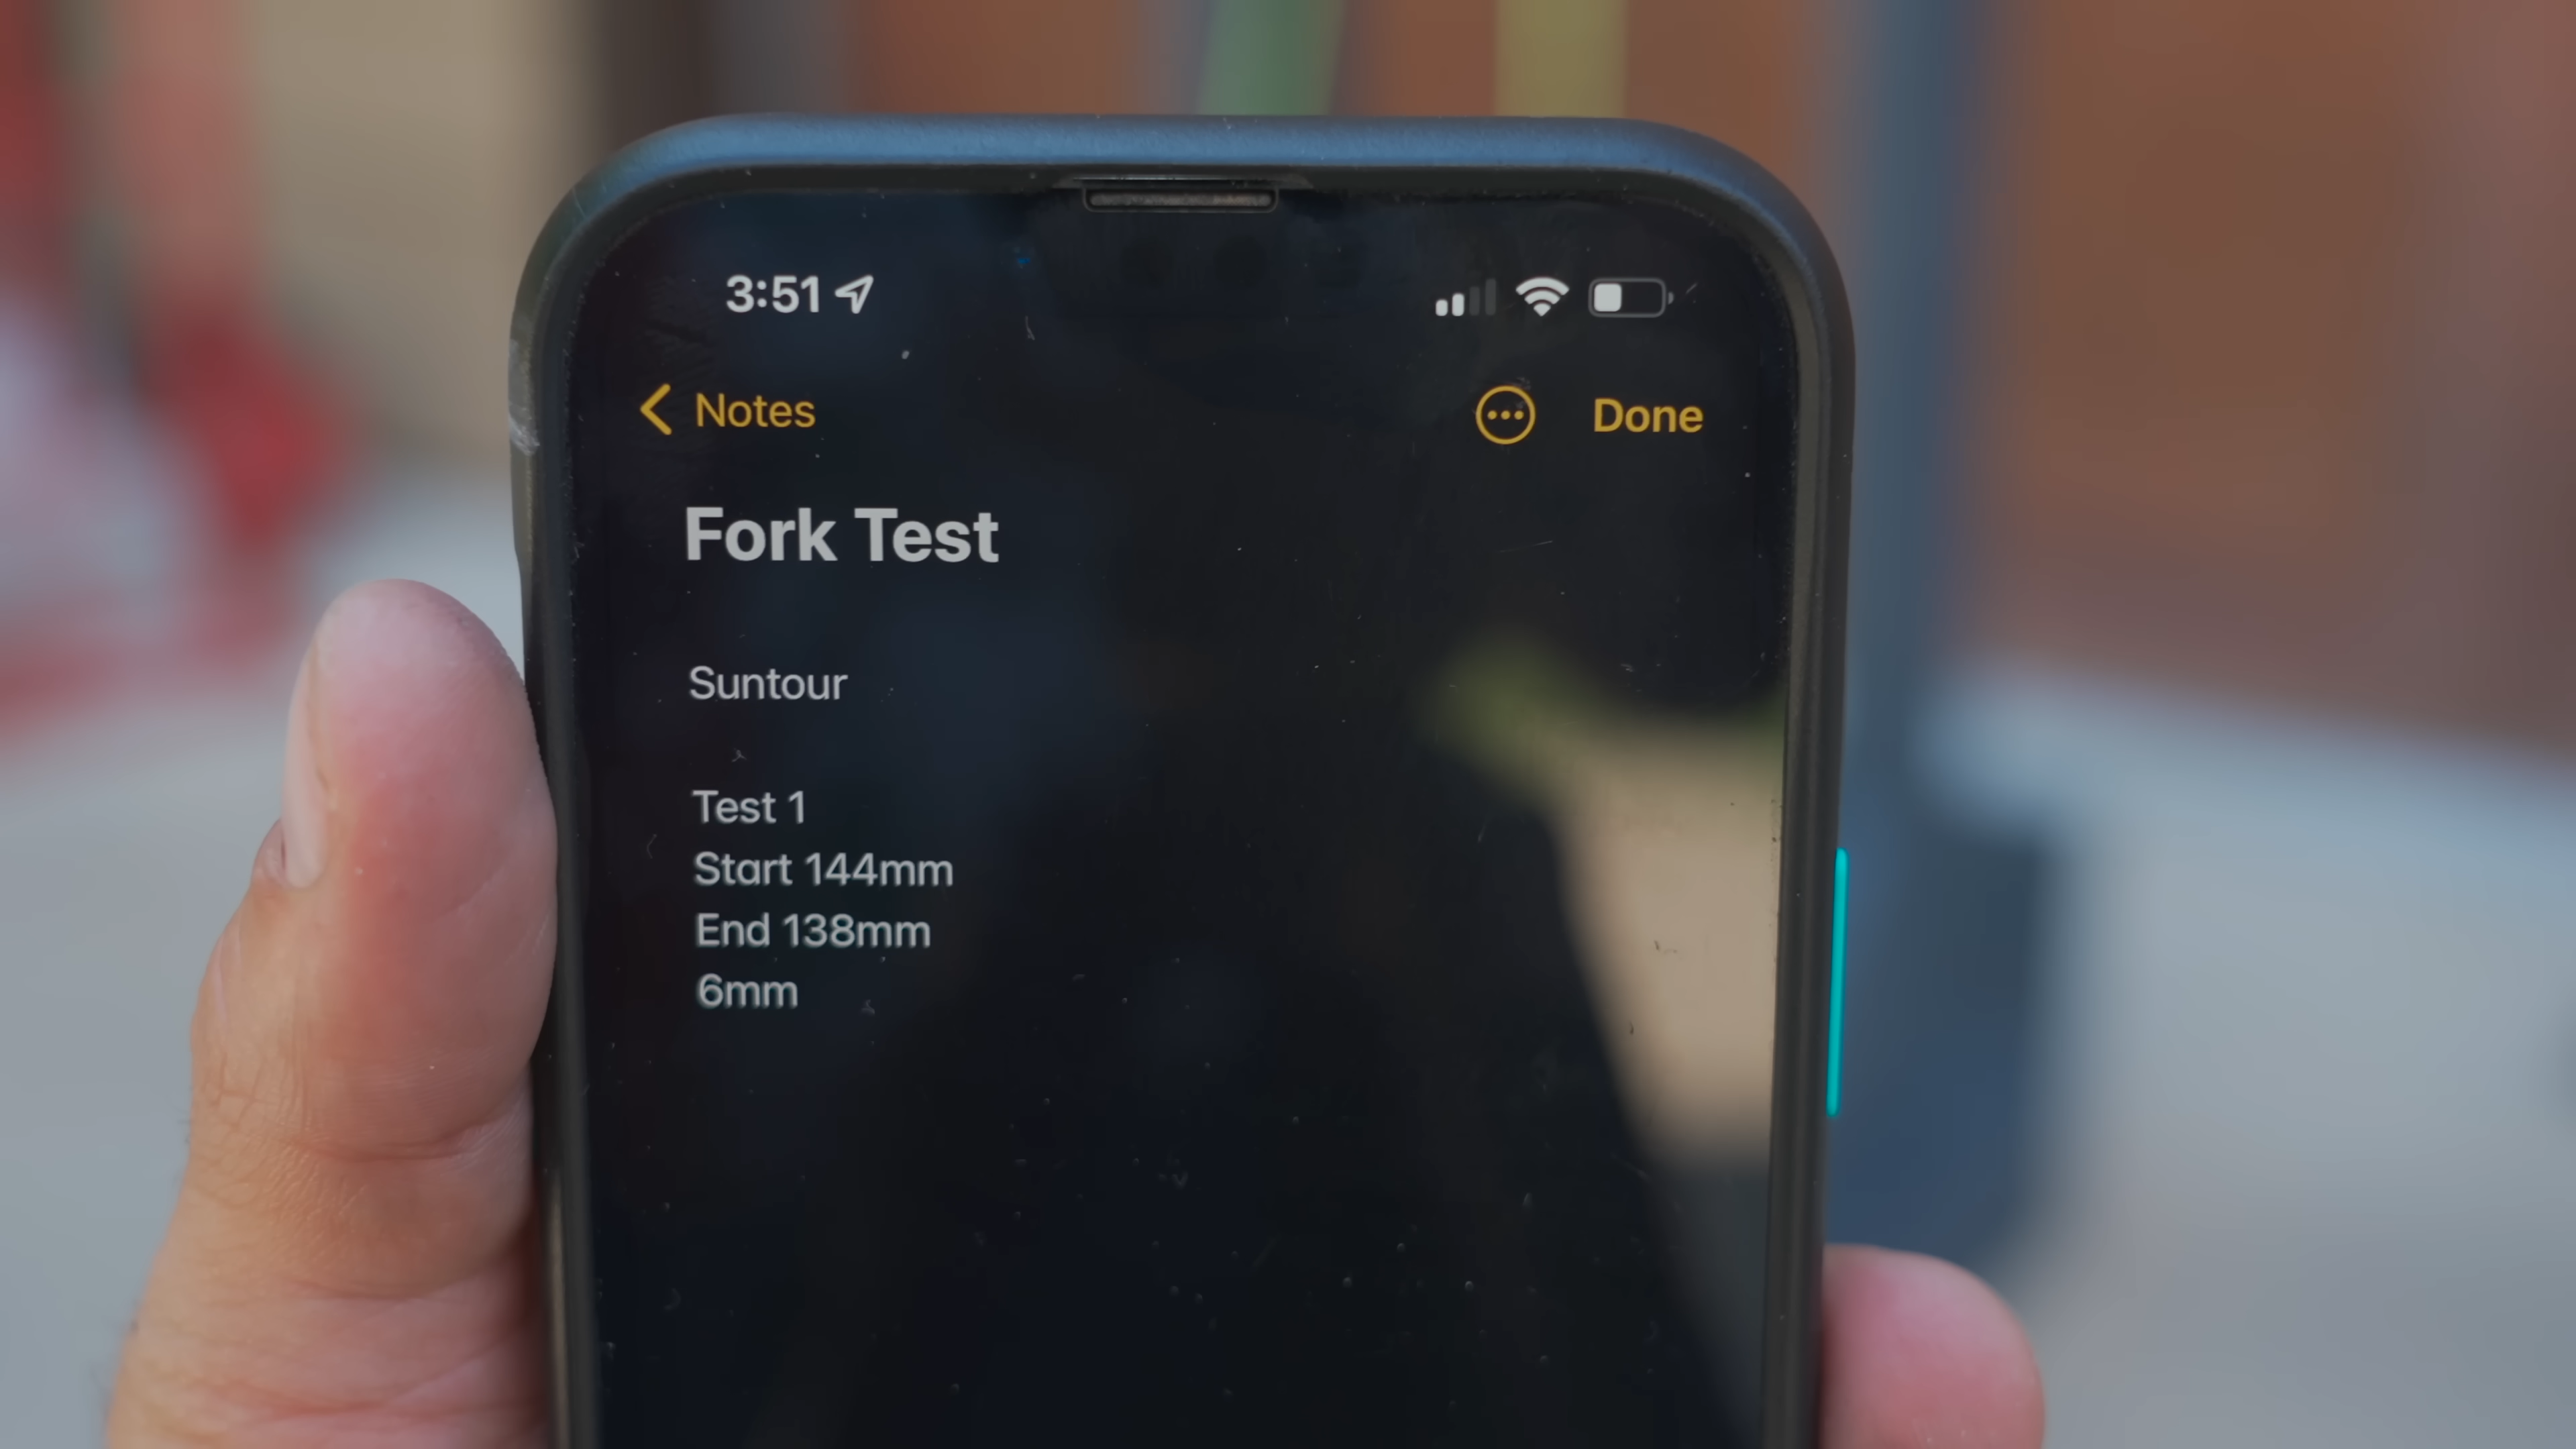 3:51
Notes
Done
Fork Test
Suntour
Test 1
Start 144mm
End 138mm
6mm